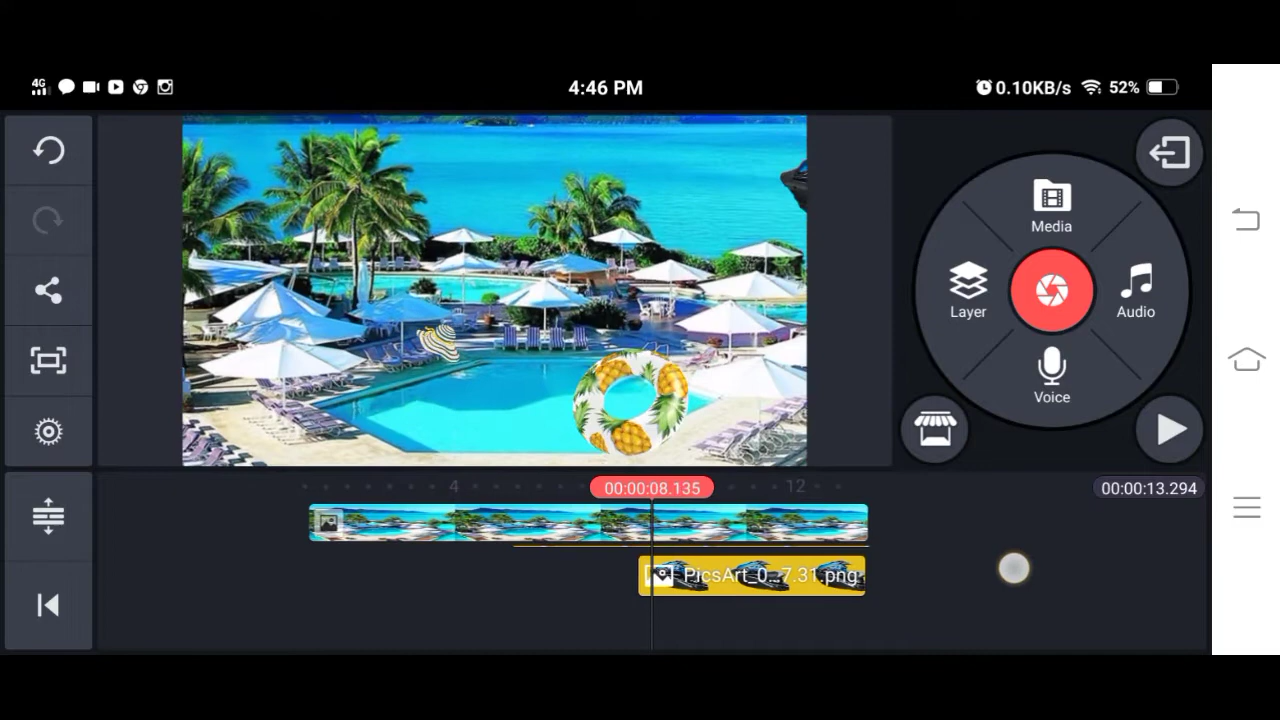 4G
4:46 PM
0.10KB/s
52%
Media
Layer
Audio
Voice
4
00:00:08.135
12
00:00:13.294
PicsArt_0...7.31.png